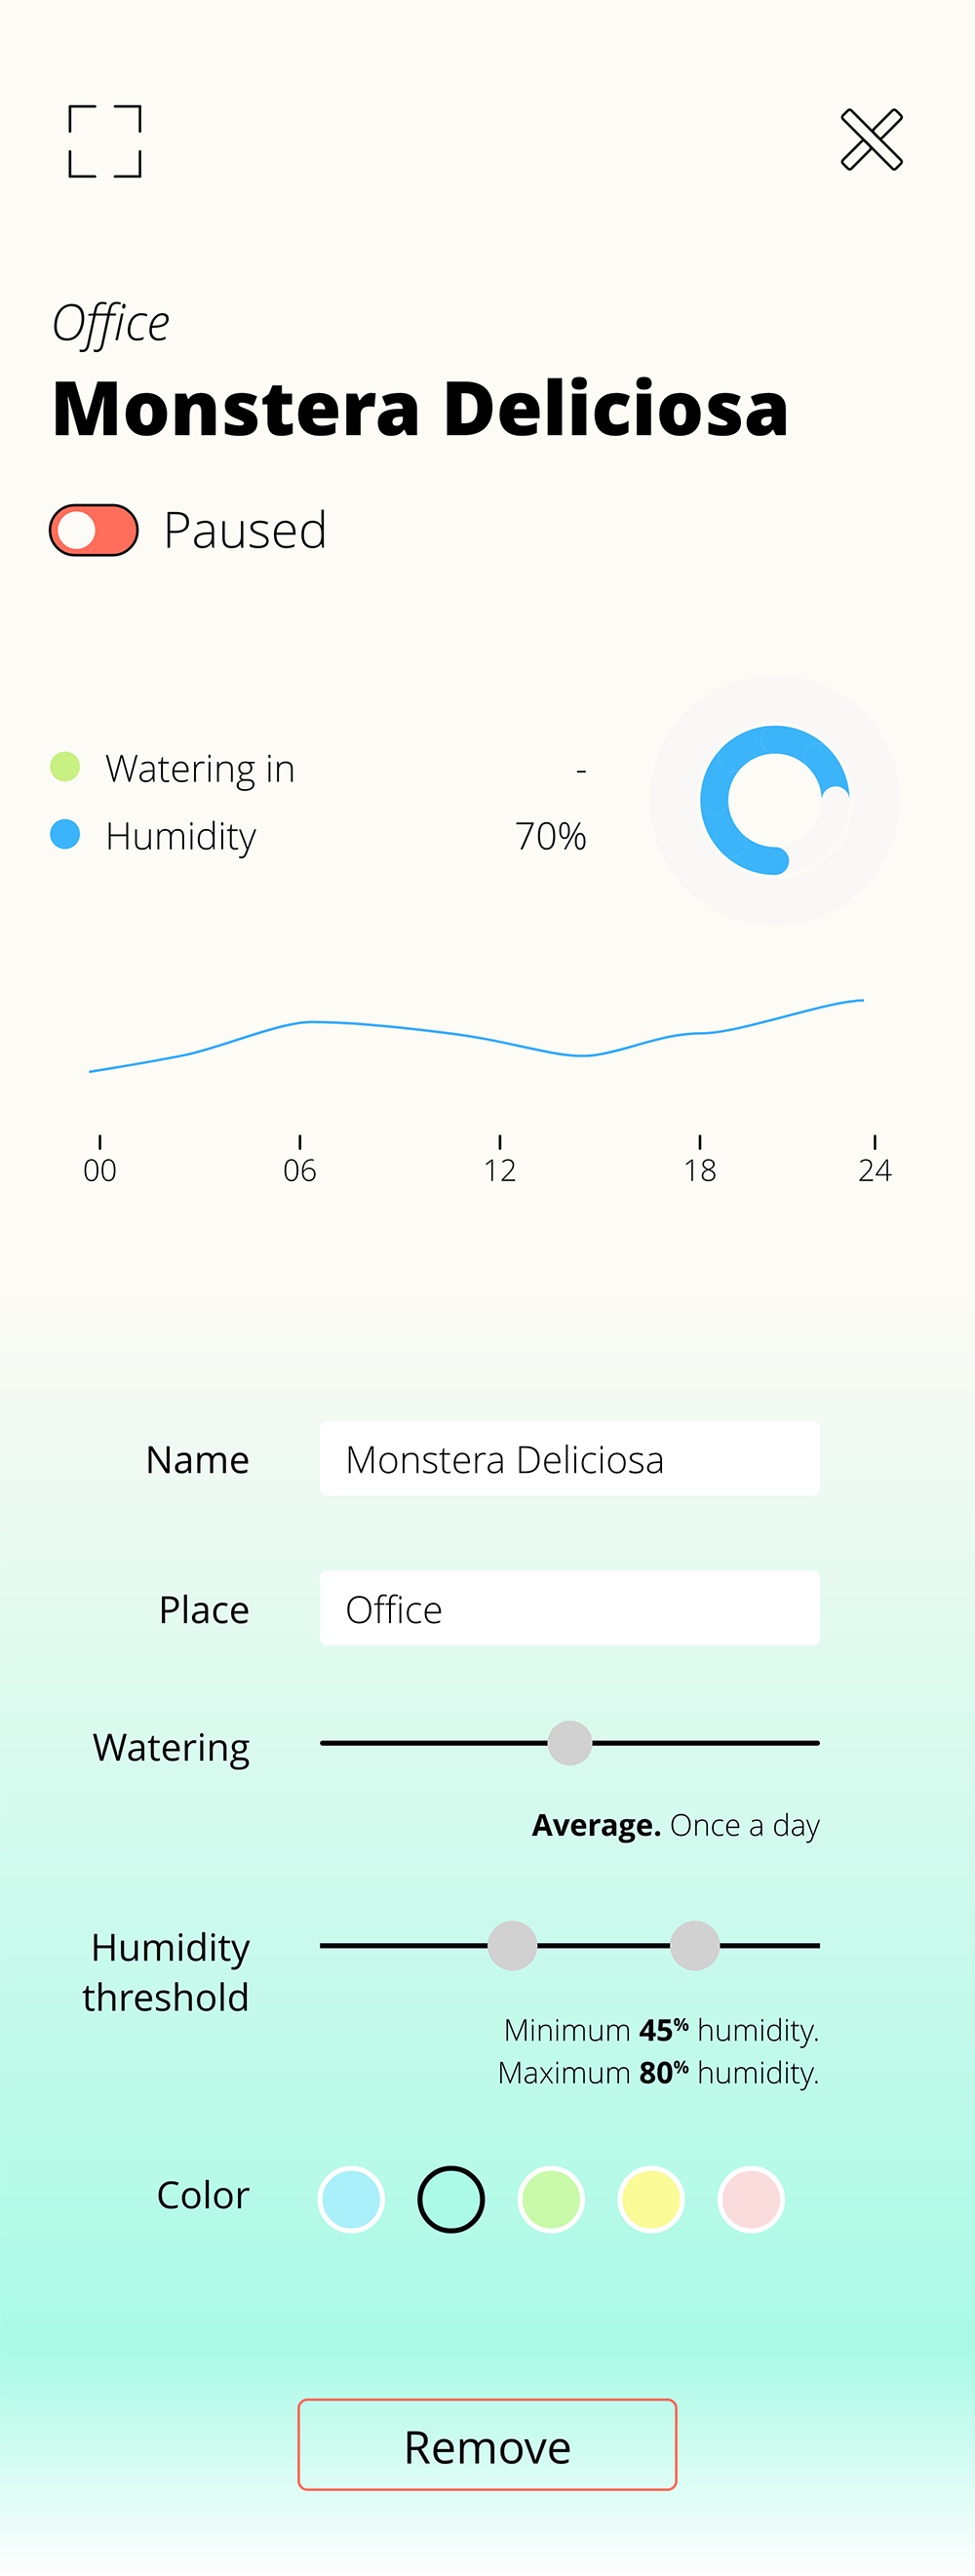 Office
Monstera Deliciosa
Paused
Watering in -
Humidity 70%
00 06 12 18 24
Name Monstera Deliciosa
Place Office
Watering
Average. Once a day
Humidity
threshold
Minimum 45% humidity.
Maximum 80% humidity.
Color
Remove